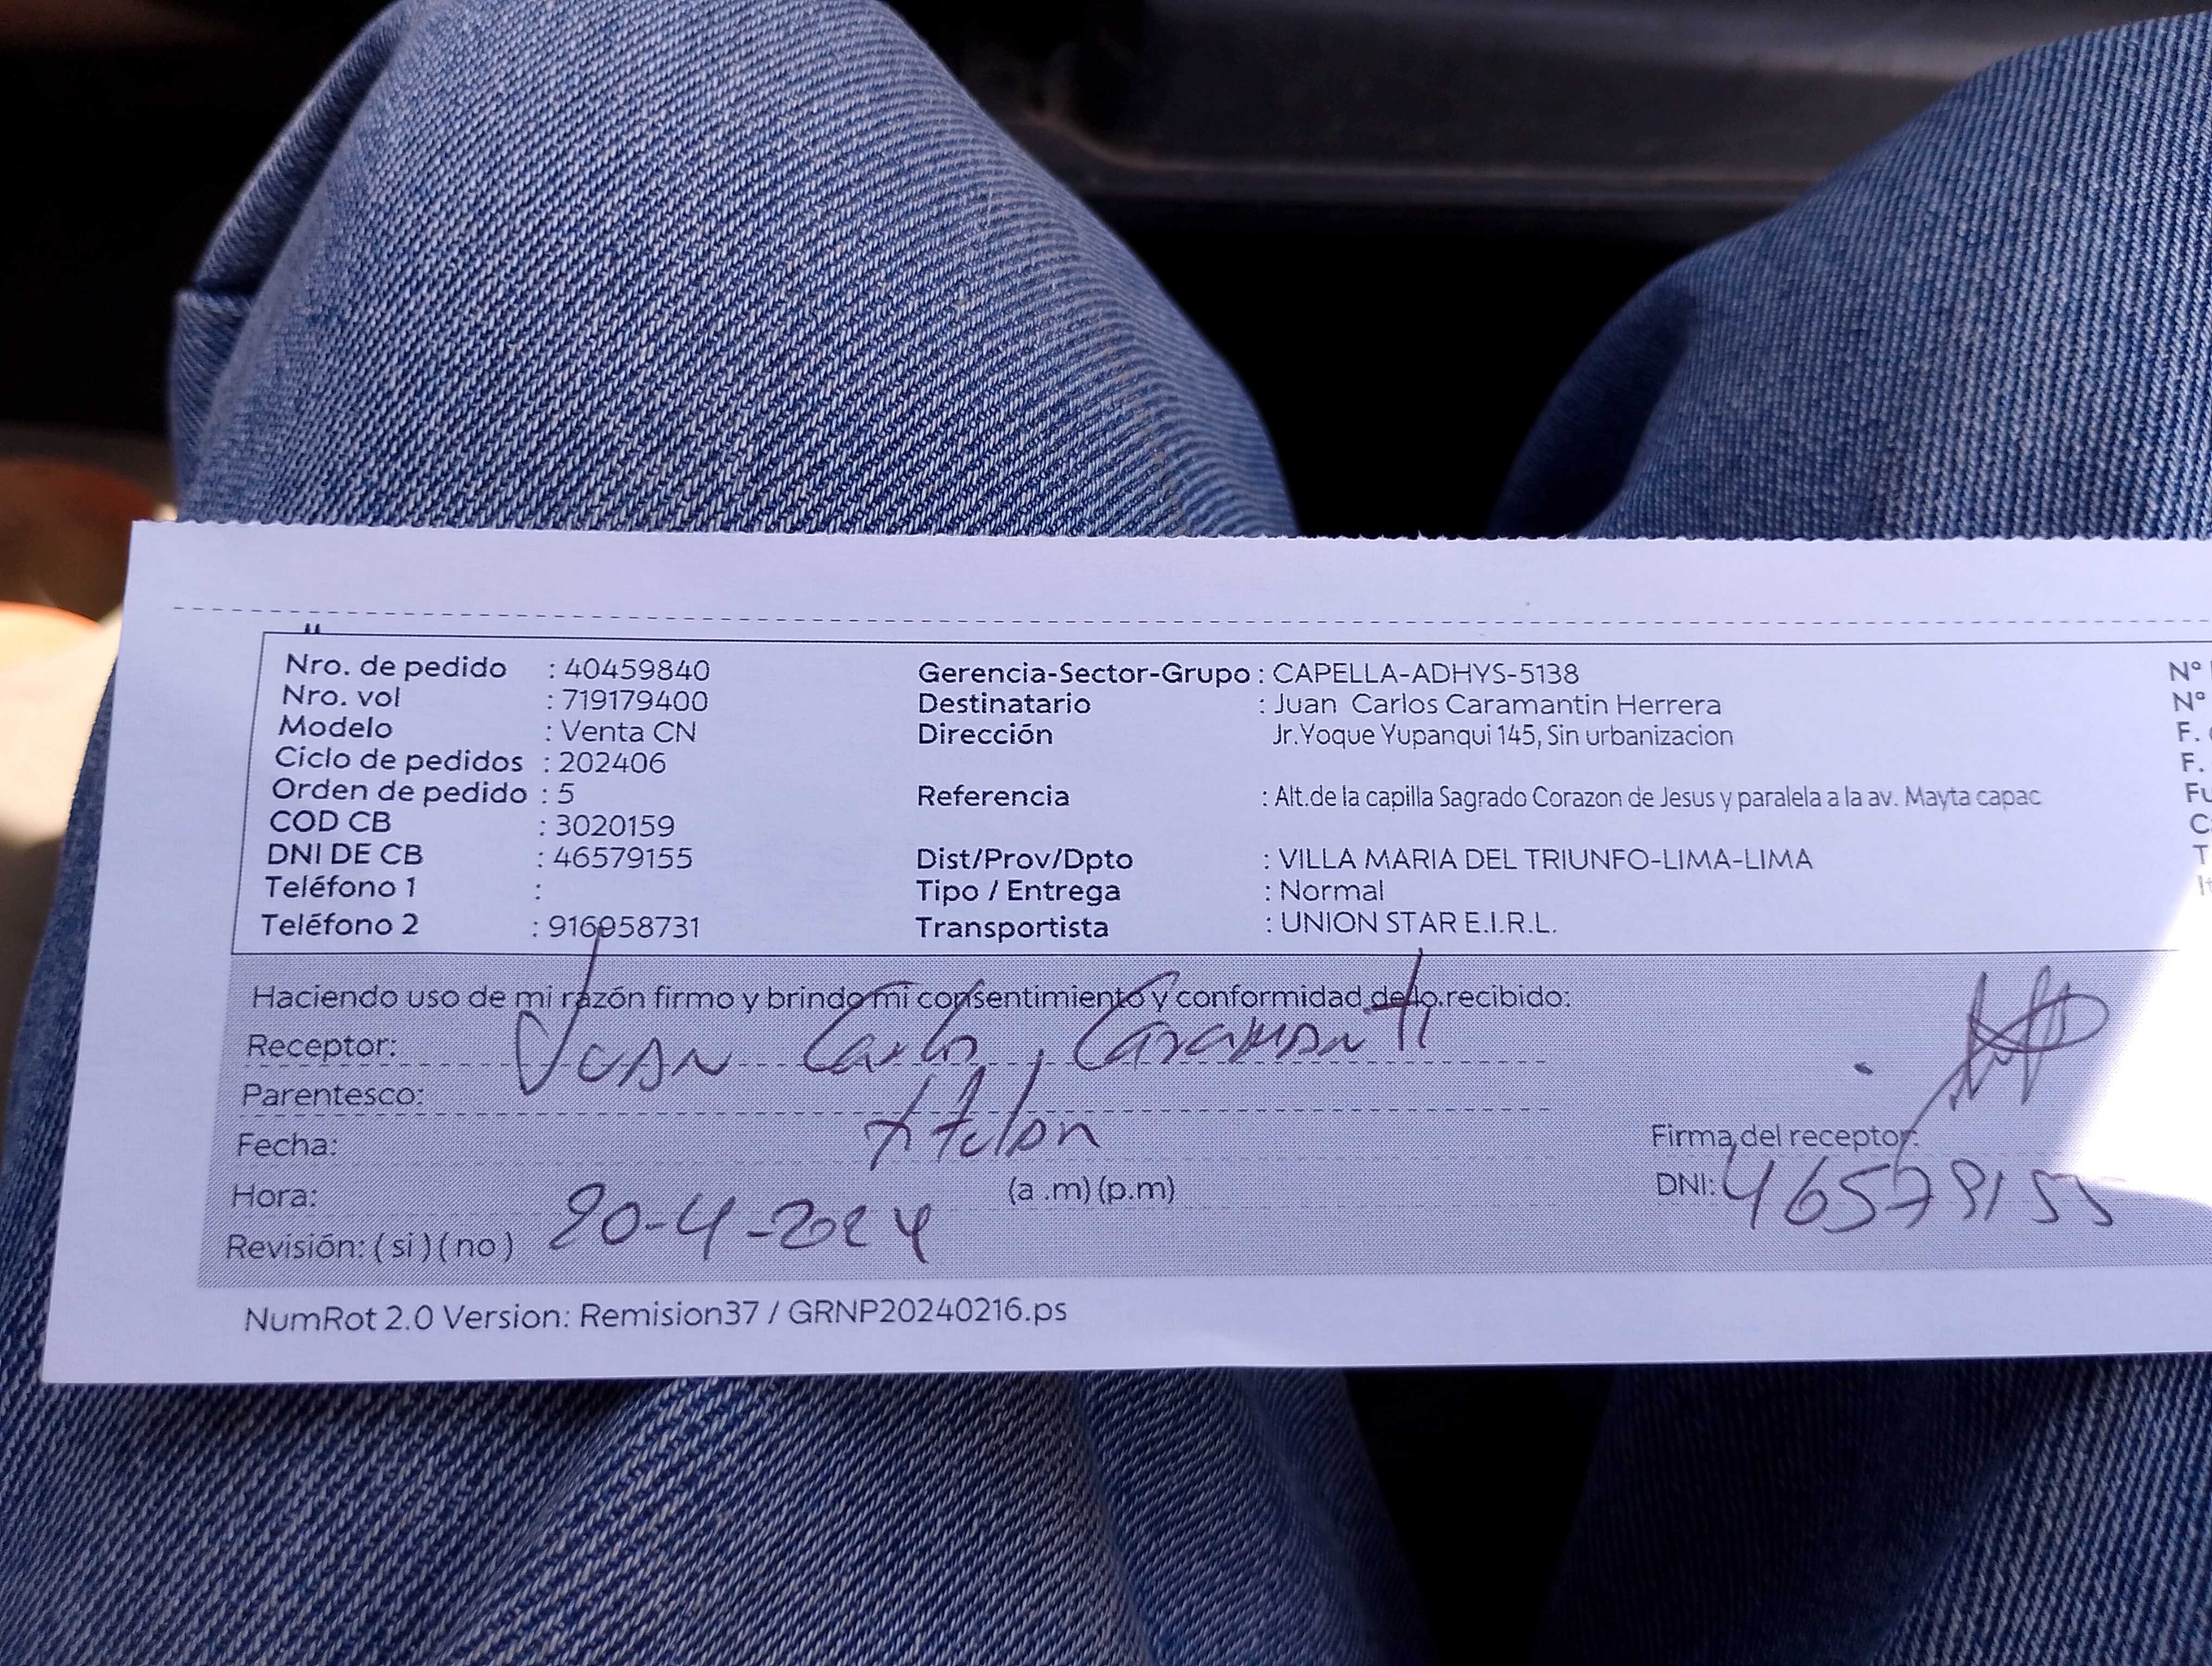 Nro. de pedido : 40459840
Nro. vol : 719179400
Modelo : Venta CN
Ciclo de pedidos : 202406
Orden de pedido : 5
COD CB : 3020159
DNI DE CB : 46579155
Teléfono 1 :
Teléfono 2 : 916958731
Gerencia-Sector-Grupo : CAPELLA-ADHYS-5138
Destinatario : Juan Carlos Caramantin Herrera
Dirección Jr.Yoque Yupanqui 145, Sin urbanizacion
Referencia : Alt.de la capilla Sagrado Corazon de Jesus y paralela a la av. Mayta capac
Dist/Prov/Dpto : VILLA MARIA DEL TRIUNFO-LIMA-LIMA
Tipo / Entrega : Normal
Transportista : UNION STAR E.I.R.L.
N°
N°
F.
F.
Haciendo uso de mi razón firmo y brindo mi consentimiento y conformidad de lo recibido:
Receptor: Juan Carlos Caramanti
Parentesco: titular
Fecha:
Hora: 20-4-2024 (a .m) (p.m)
Revisión: ( si ) ( no )
Firma del receptor:
DNI: 46579155
NumRot 2.0 Version: Remision37 / GRNP20240216.ps